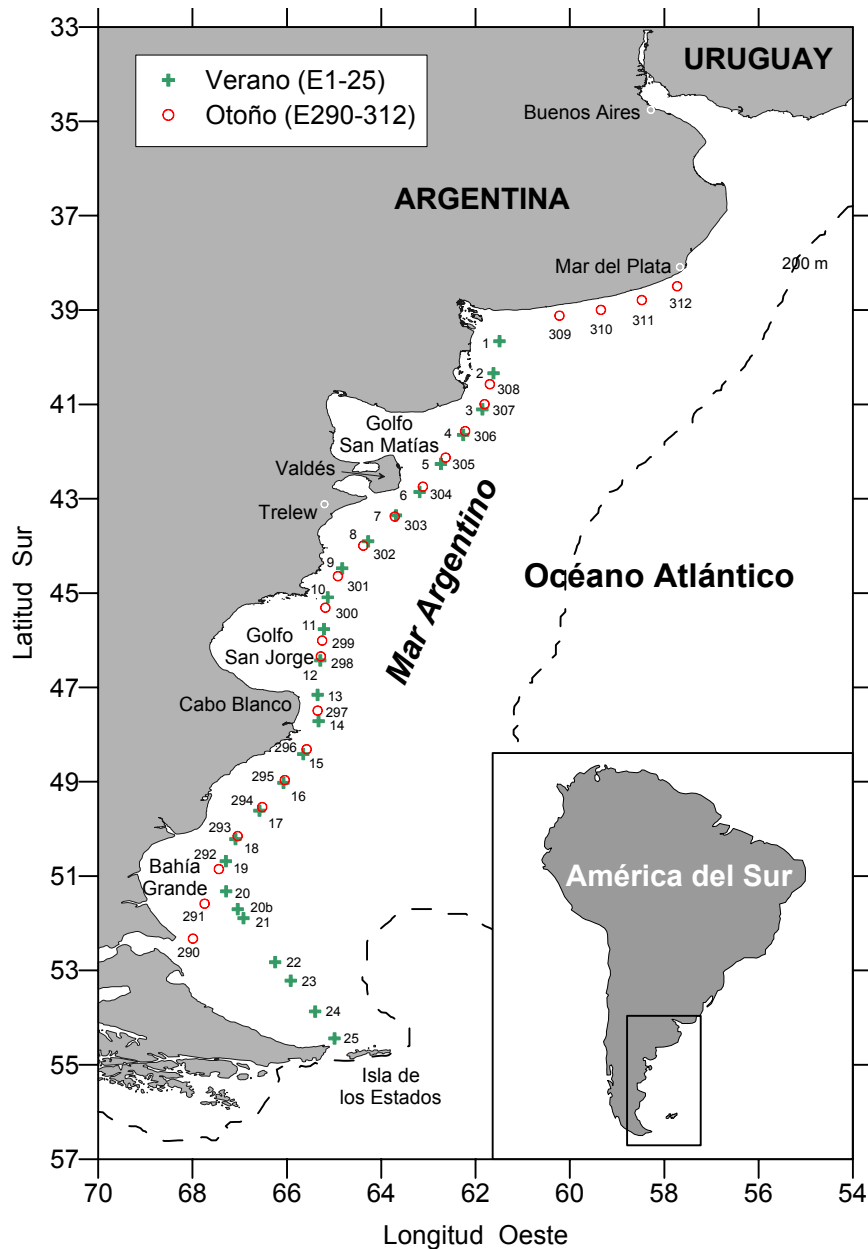 33
35
37
39
41
43
45
47
49
51
53
55
57
Latitud Sur
Verano (E1-25)
Otoño (E290-312)
URUGUAY
Buenos Aires
ARGENTINA
Mar del Plata
200 m
312
311
310
309
1
2
308
3
307
Golfo
San Matías
4
306
5
305
Valdés
6
304
Trelew
7
303
8
302
9
301
10
300
Mar Argentino
Océano Atlántico
11
Golfo
San Jorge
299
298
12
13
Cabo Blanco
297
14
296
15
295
16
294
17
293
18
292
19
Bahía
Grande
20
20b
291
21
290
22
23
24
25
Isla de
los Estados
América del Sur
70
66
65
64
62
60
58
56
54
Longitud Oeste